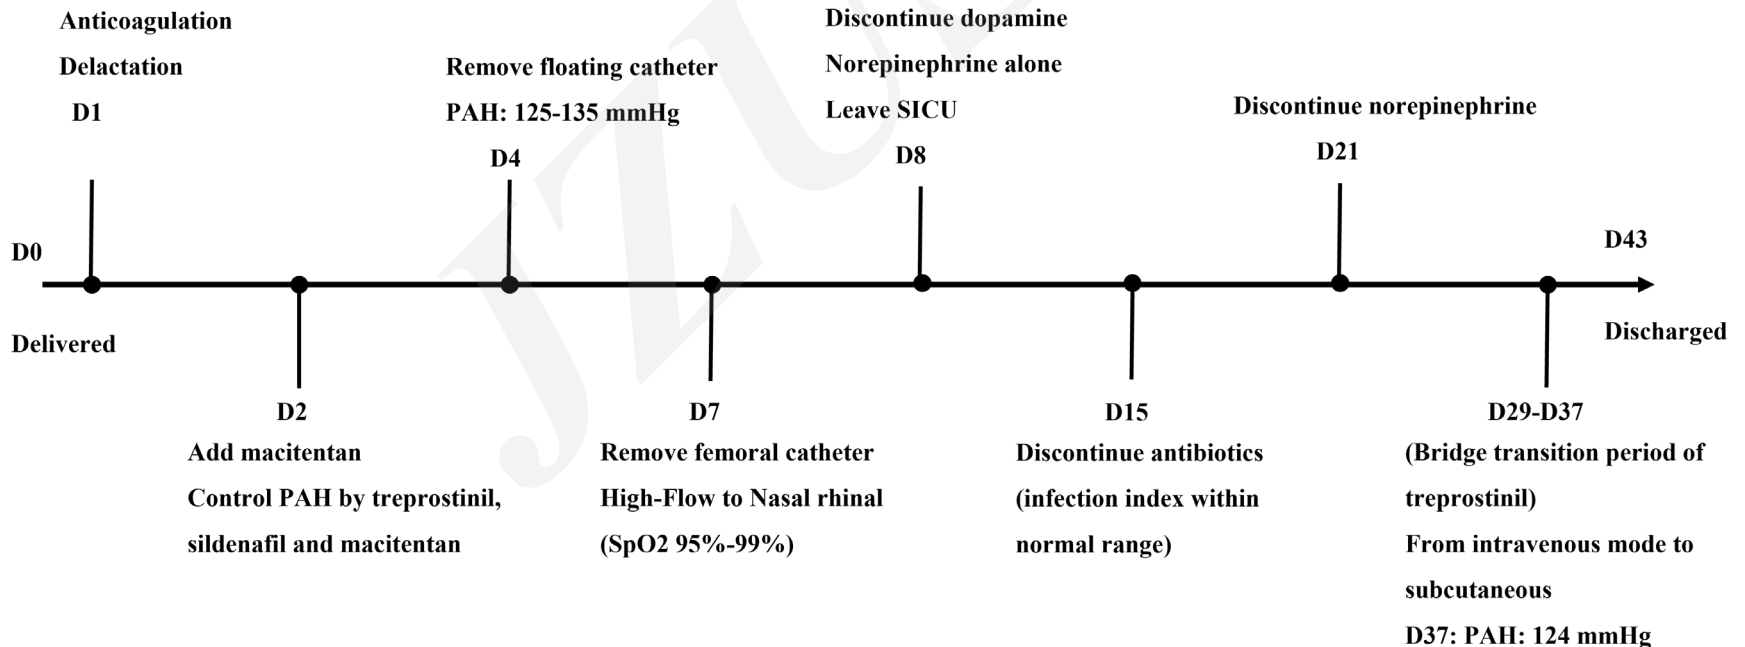 Anticoagulation
Delactation
D1
Remove floating catheter
PAH: 125-135 mmHg
D4
Discontinue dopamine
Norepinephrine alone
Leave SICU
D8
Discontinue norepinephrine
D21
D0
Delivered
D43
Discharged
D2
Add macitentan
Control PAH by treprostinil,
sildenafil and macitentan
D7
Remove femoral catheter
High-Flow to Nasal rhinal
(SpO2 95%-99%)
D15
Discontinue antibiotics
(infection index within
normal range)
D29-D37
(Bridge transition period of
treprostinil)
From intravenous mode to
subcutaneous
D37: PAH: 124 mmHg
JZU